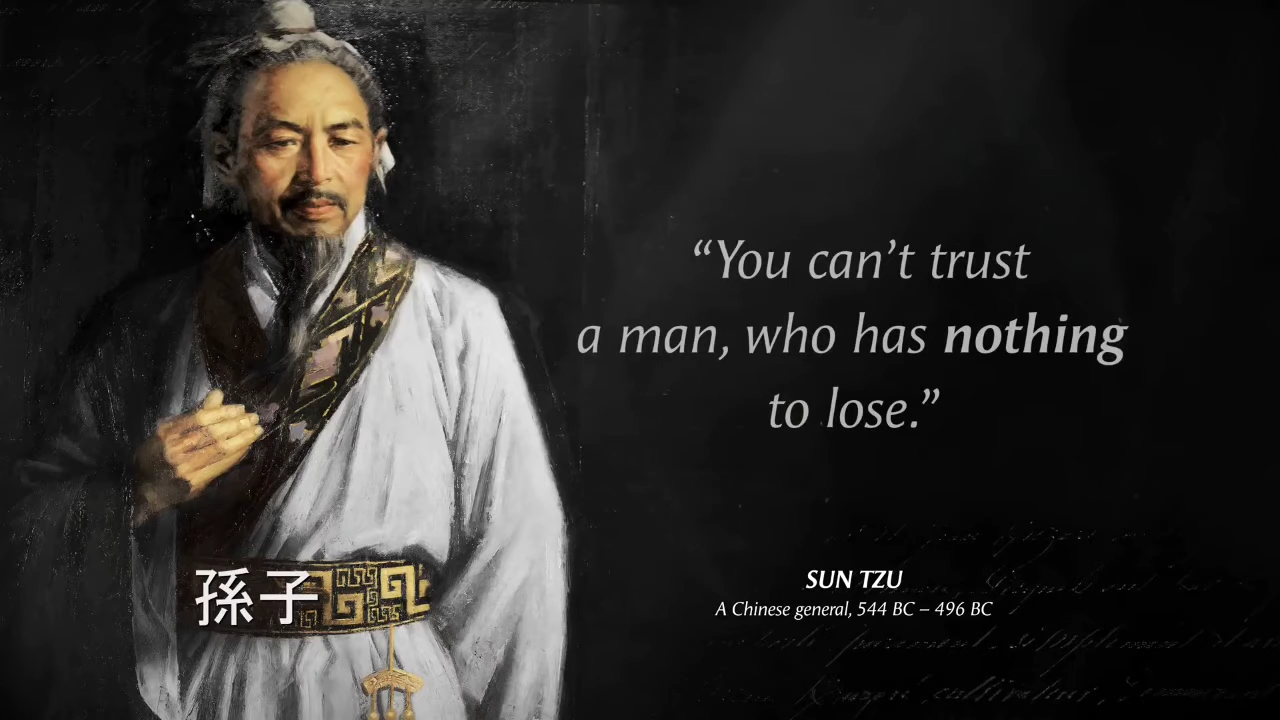 “You can’t trust
a man, who has nothing
to lose.”
孫子
SUN TZU
A Chinese general, 544 BC – 496 BC